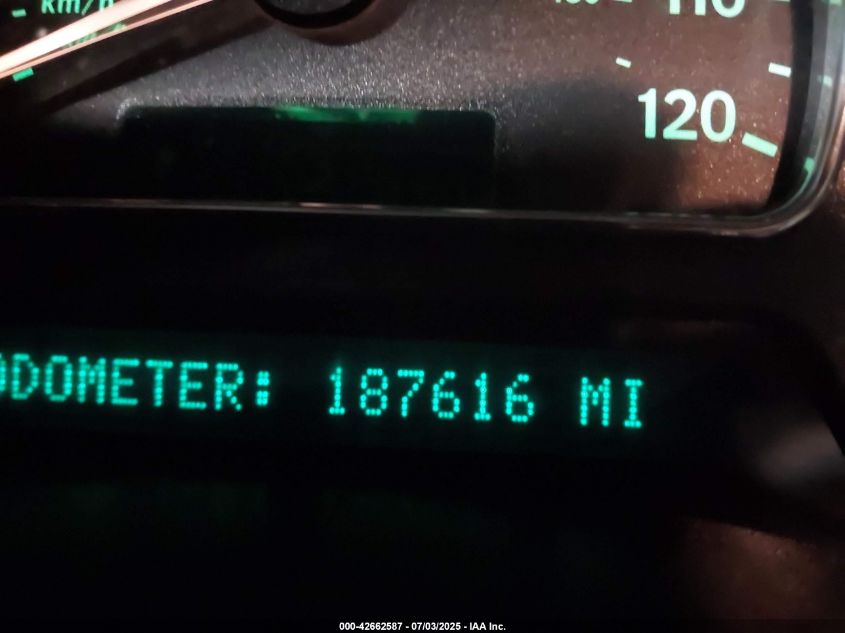 km/h
110
120
ODOMETER: 187616 MI
000-42662587 - 07/03/2025 - IAA Inc.